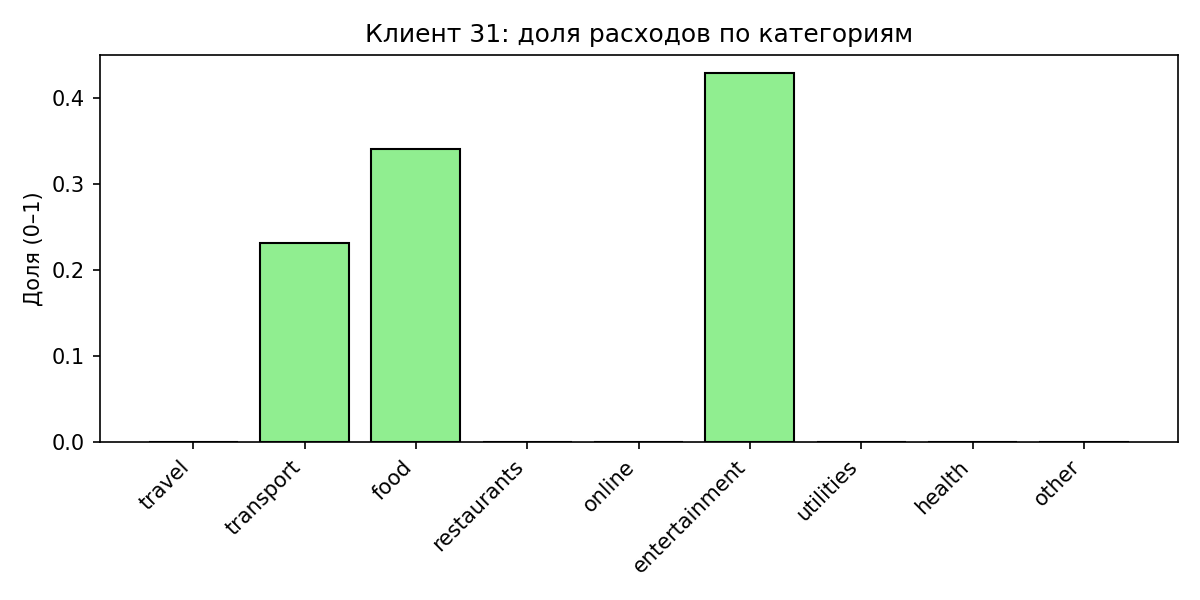 Клиент 31: доля расходов по категориям
Доля (0–1)
0.4
0.3
0.2
0.1
0.0
travel
transport
food
restaurants
online
entertainment
utilities
health
other